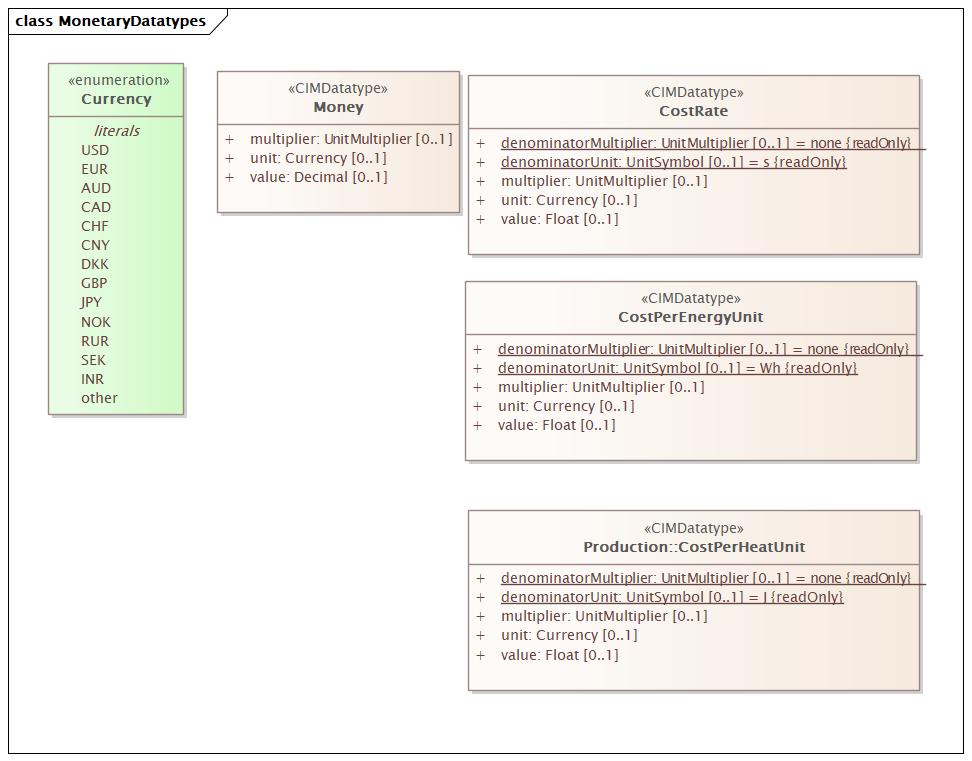 class MonetaryDatatypes
«enumeration»
Currency
literals
USD
EUR
AUD
CAD
CHF
CNY
DKK
GBP
JPY
NOK
RUR
SEK
INR
other
«CIMDatatype»
Money
+ multiplier: UnitMultiplier [0..1]
+ unit: Currency [0..1]
+ value: Decimal [0..1]
«CIMDatatype»
CostRate
+ denominatorMultiplier: UnitMultiplier [0..1] = none {readOnly}
+ denominatorUnit: UnitSymbol [0..1] = s {readOnly}
+ multiplier: UnitMultiplier [0..1]
+ unit: Currency [0..1]
+ value: Float [0..1]
«CIMDatatype»
CostPerEnergyUnit
+ denominatorMultiplier: UnitMultiplier [0..1] = none {readOnly}
+ denominatorUnit: UnitSymbol [0..1] = Wh {readOnly}
+ multiplier: UnitMultiplier [0..1]
+ unit: Currency [0..1]
+ value: Float [0..1]
«CIMDatatype»
Production::CostPerHeatUnit
+ denominatorMultiplier: UnitMultiplier [0..1] = none {readOnly}
+ denominatorUnit: UnitSymbol [0..1] = J {readOnly}
+ multiplier: UnitMultiplier [0..1]
+ unit: Currency [0..1]
+ value: Float [0..1]